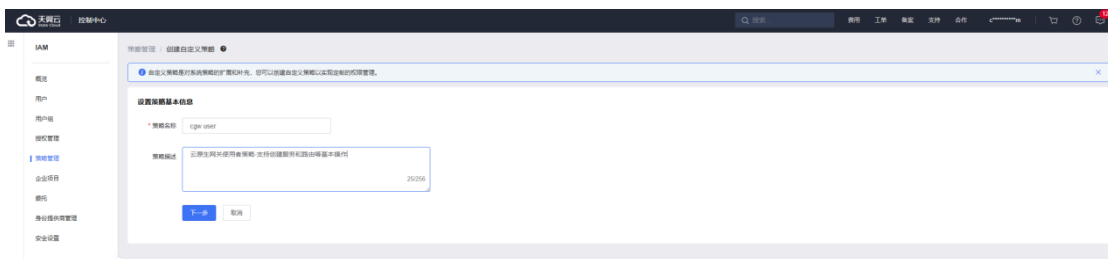 天翼云 State Cloud 控制中心 搜索... 费用 工单 备案 支持 合作 c**********m
IAM
策略管理 / 创建自定义策略
自定义策略是对系统策略的扩展和补充，您可以创建自定义策略以实现定制的权限管理。
概览
用户
用户组
授权管理
策略管理
企业项目
委托
身份提供商管理
安全设置
设置策略基本信息
* 策略名称 cgw user
策略描述 云原生网关使用者策略-支持创建服务和路由等基本操作
25/256
下一步 取消